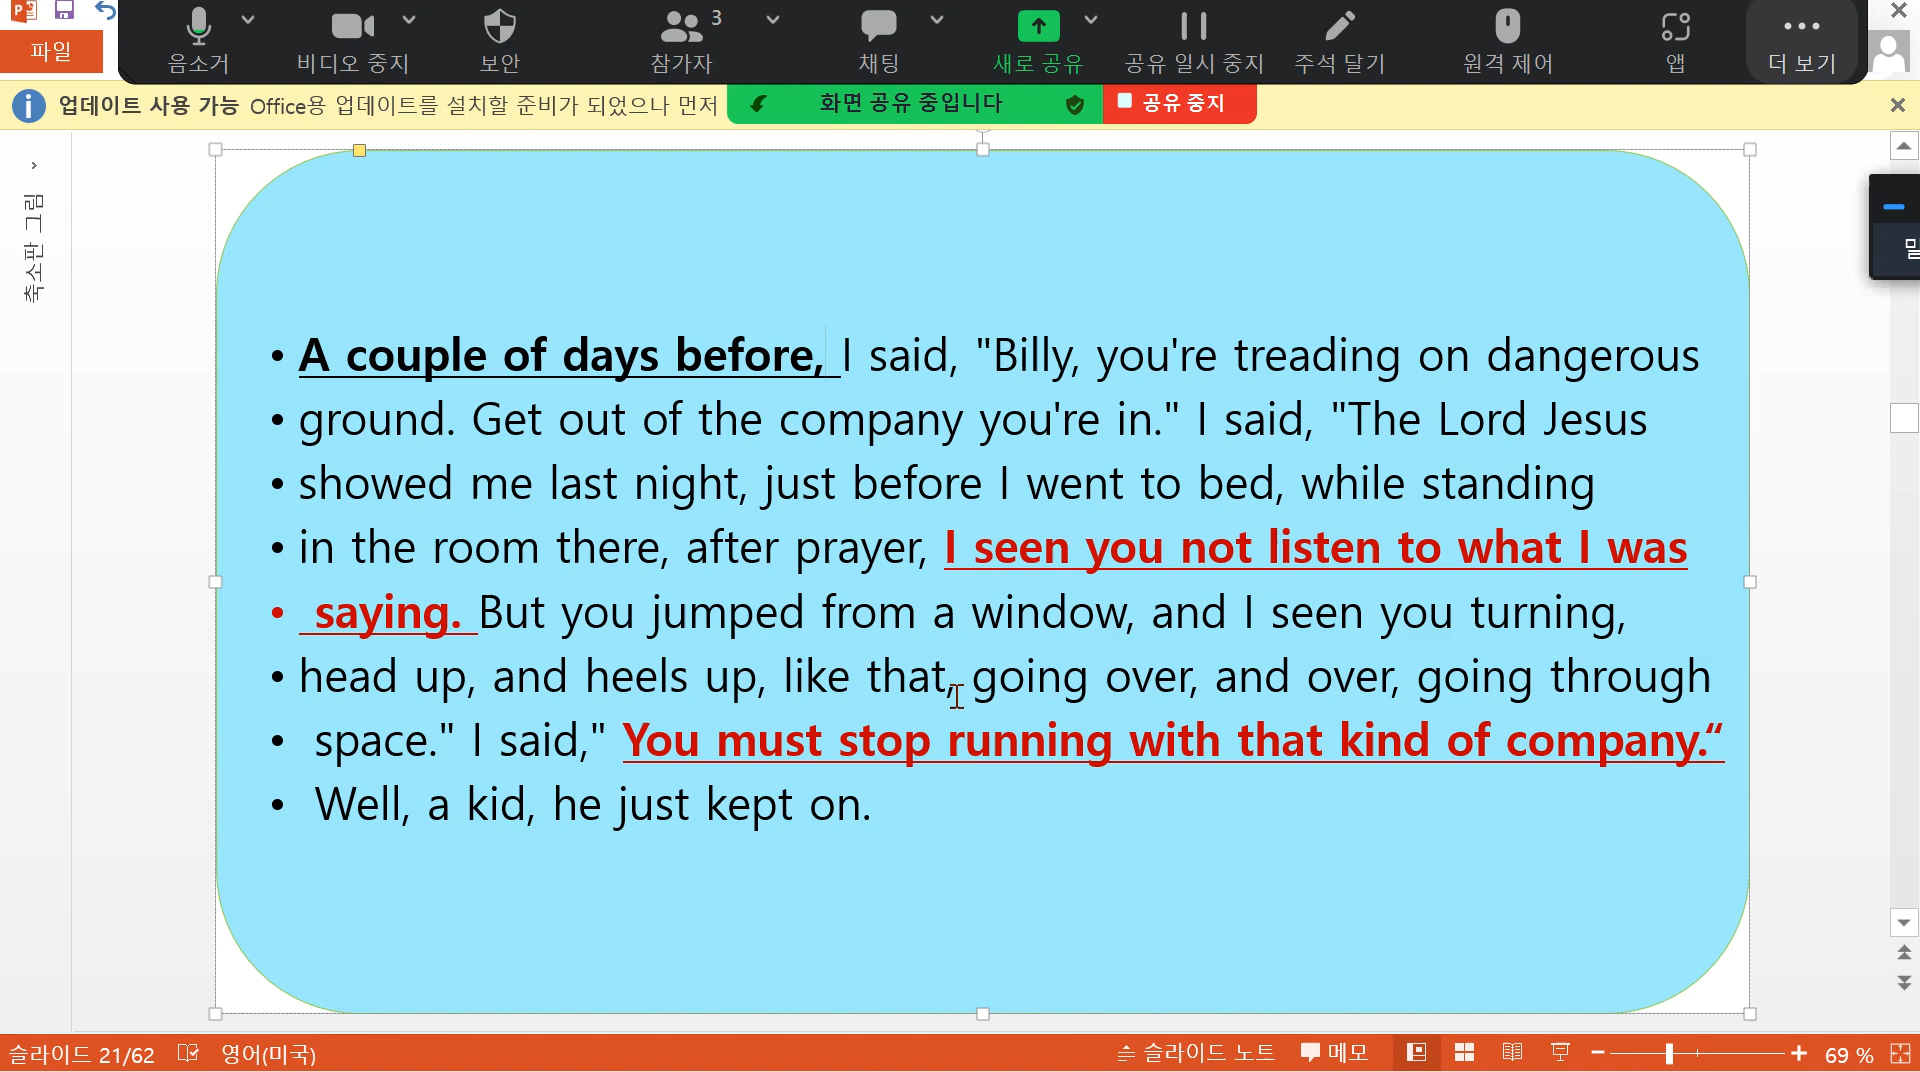 3
음소거
비디오 중지
보안
참가자
채팅
새로 공유
공유 일시 중지
주석 달기
원격 제어
앱
더 보기
파일
업데이트 사용 가능 Office용 업데이트를 설치할 준비가 되었으나 먼저
화면 공유 중입니다
공유 중지
축소판 그림
• A couple of days before, I said, "Billy, you're treading on dangerous
• ground. Get out of the company you're in." I said, "The Lord Jesus
• showed me last night, just before I went to bed, while standing
• in the room there, after prayer, I seen you not listen to what I was
• saying. But you jumped from a window, and I seen you turning,
• head up, and heels up, like that, going over, and over, going through
• space." I said," You must stop running with that kind of company.“
• Well, a kid, he just kept on.
슬라이드 21/62
영어(미국)
슬라이드 노트
메모
69 %